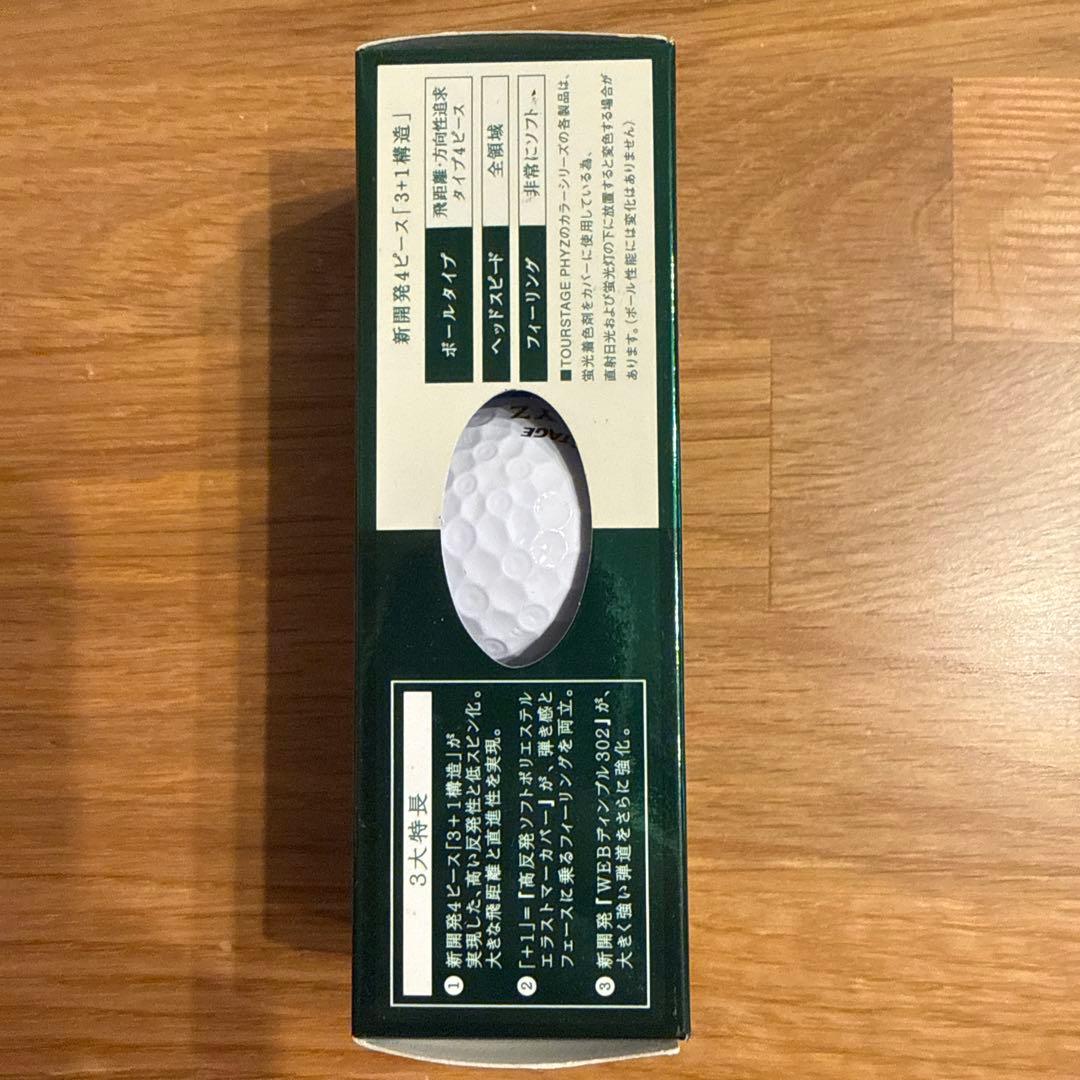 3大特長
❶ 新開発4ピース「3+1構造」が
実現した、高い反発性と低スピン化。
大きな飛距離と直進性を実現。
❷ 「+1」=「高反発ソフトポリエステル
エラストマーカバー」が、弾き感と
フェースに乗るフィーリングを両立。
❸ 新開発「WEBディンプル302」が、
大きく強い弾道をさらに強化。
新開発4ピース「3+1構造」
ボールタイプ 飛距離・方向性追求
タイプ4ピース
ヘッドスピード 全領域
フィーリング 非常にソフト
■TOURSTAGE PHYZのカラーシリーズの各製品は、
蛍光着色剤をカバーに使用している為、
直射日光および蛍光灯の下に放置すると変色する場合が
あります。(ボール性能には変化はありません)
TAGE
YZ